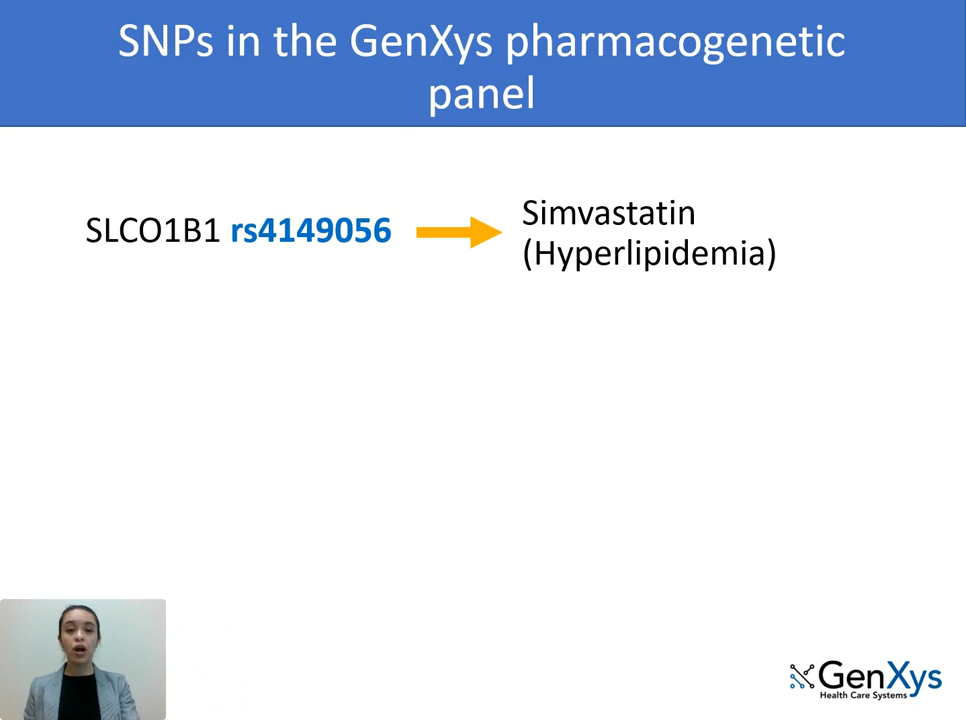 SNPs in the GenXys pharmacogenetic
panel
SLCO1B1 rs4149056
Simvastatin
(Hyperlipidemia)
GenXys
Health Care Systems